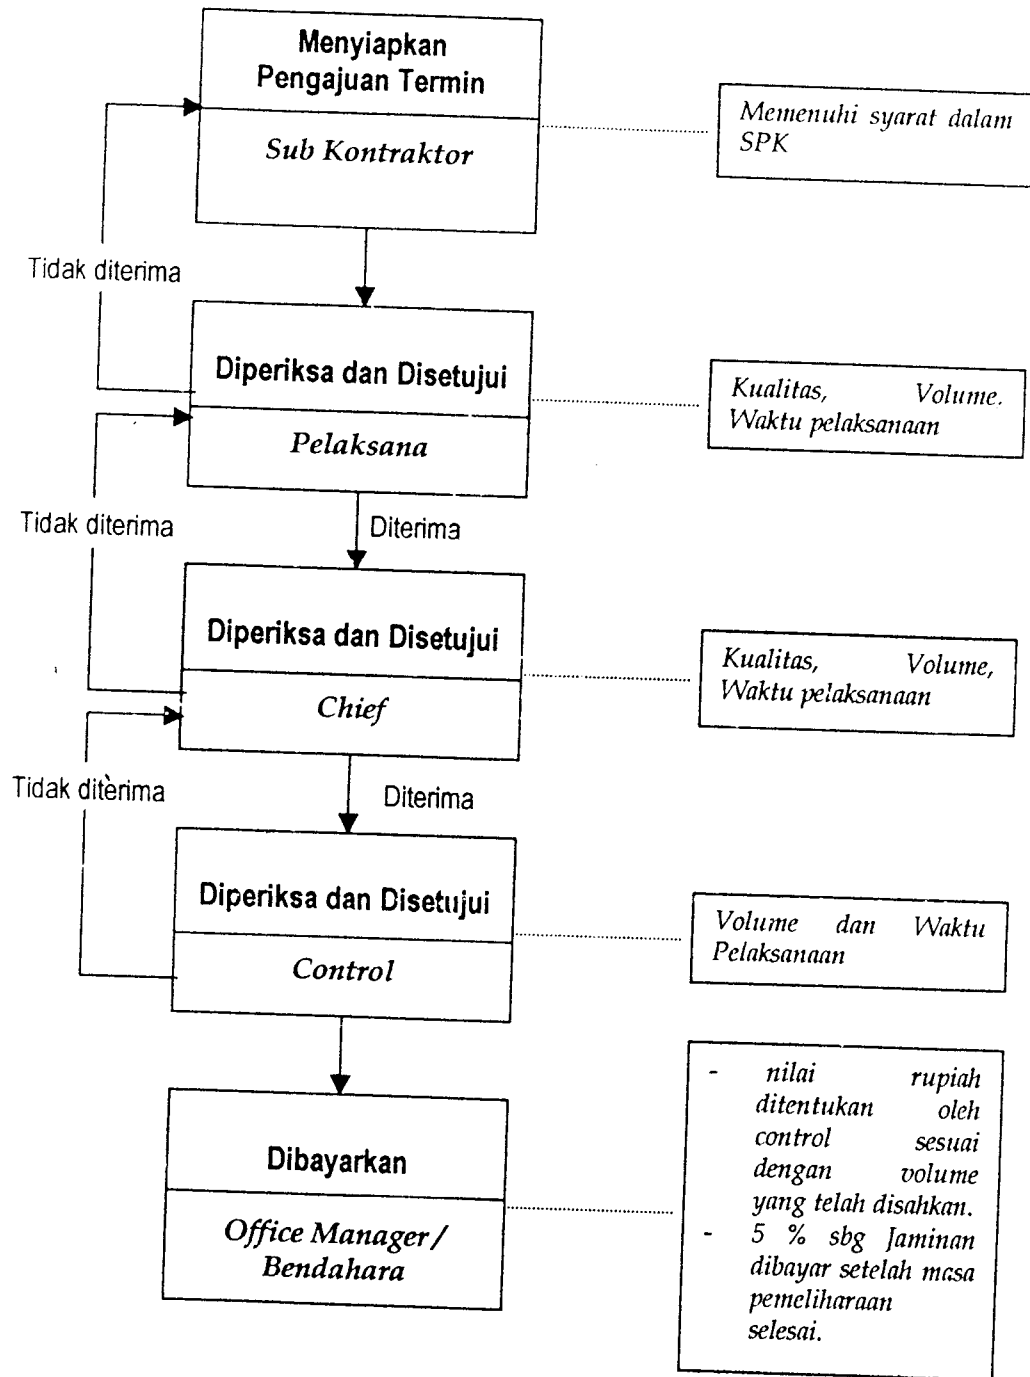 Menyiapkan
Pengajuan Termin
Sub Kontraktor
Memenuhi syarat dalam
SPK
Tidak diterima
Diperiksa dan Disetujui
Pelaksana
Kualitas, Volume,
Waktu pelaksanaan
Tidak diterima
Diterima
Diperiksa dan Disetujui
Chief
Kualitas, Volume,
Waktu pelaksanaan
Tidak diterima
Diterima
Diperiksa dan Disetujui
Control
Volume dan Waktu
Pelaksanaan
Dibayarkan
Office Manager/
Bendahara
- nilai rupiah
ditentukan oleh
control sesuai
dengan volume
yang telah disahkan.
- 5 % sbg Jaminan
dibayar setelah masa
pemeliharaan
selesai.